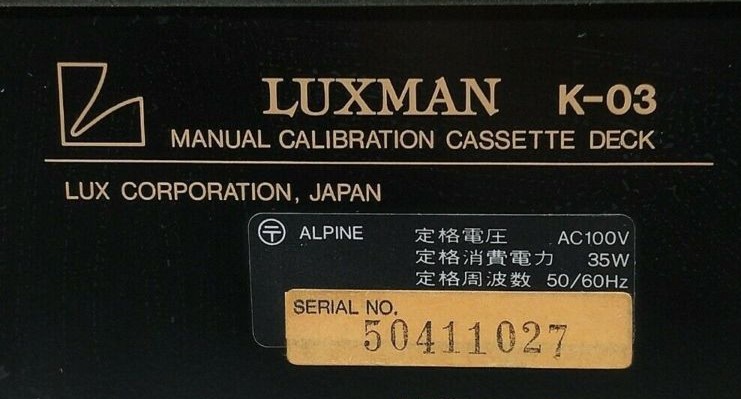 LUXMAN K-03
MANUAL CALIBRATION CASSETTE DECK
LUX CORPORATION, JAPAN
〒 ALPINE 定格電圧 AC100V
定格消費電力 35W
定格周波数 50/60Hz
SERIAL NO.
50411027